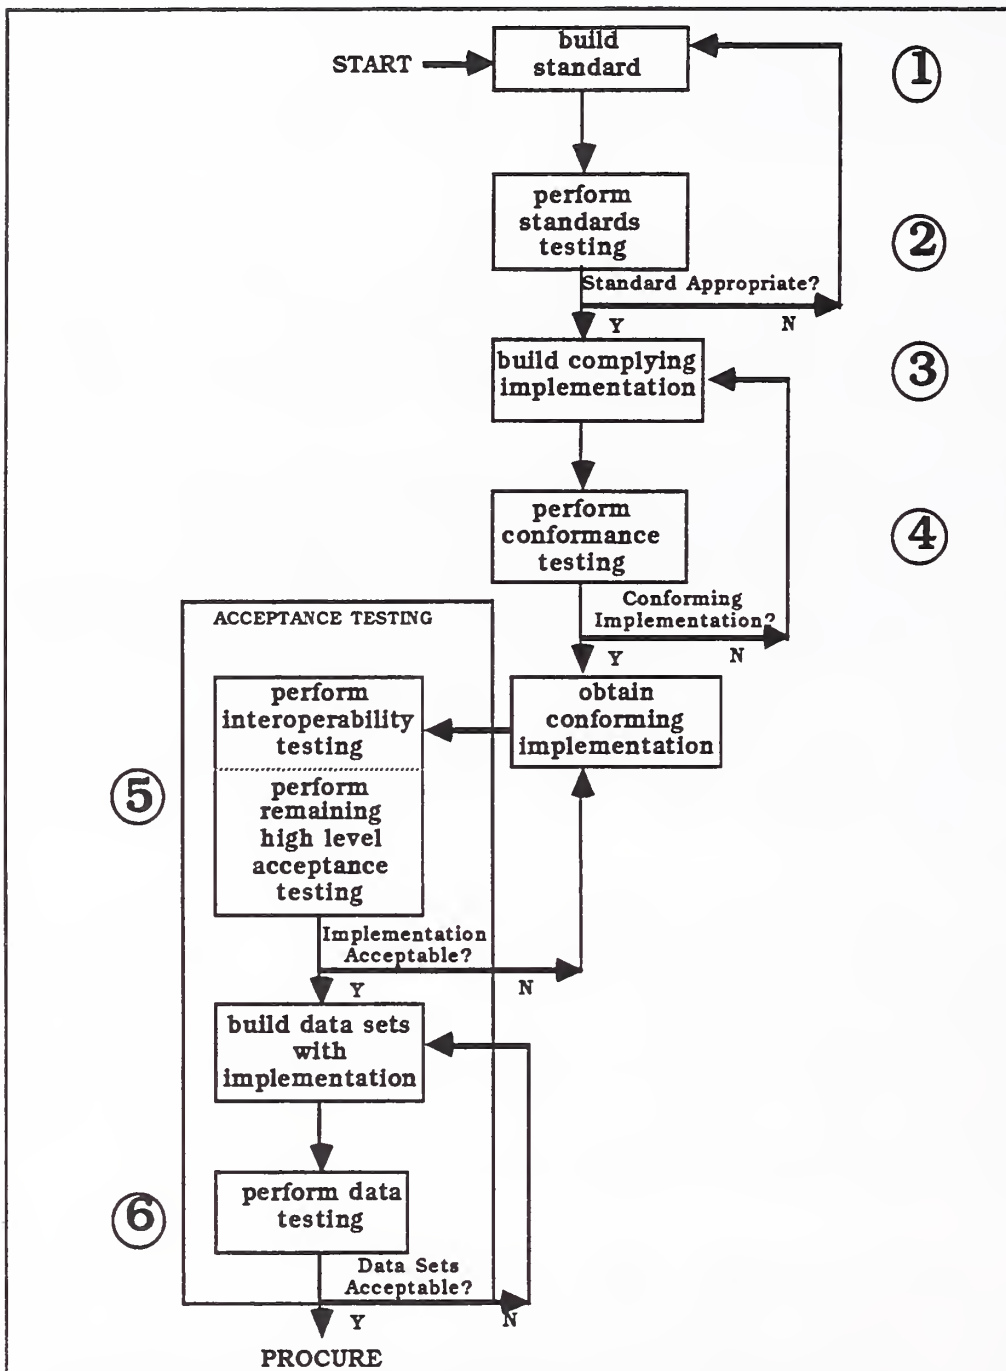 build
standard
START
1
perform
standards
testing
2
Standard Appropriate?
Y
N
build complying
implementation
3
perform
conformance
testing
4
Conforming
Implementation?
Y
N
ACCEPTANCE TESTING
obtain
conforming
implementation
perform
interoperability
testing
perform
remaining
high level
acceptance
testing
5
Implementation
Acceptable?
Y
N
build data sets
with
implementation
perform data
testing
6
Data Sets
Acceptable?
Y
N
PROCURE